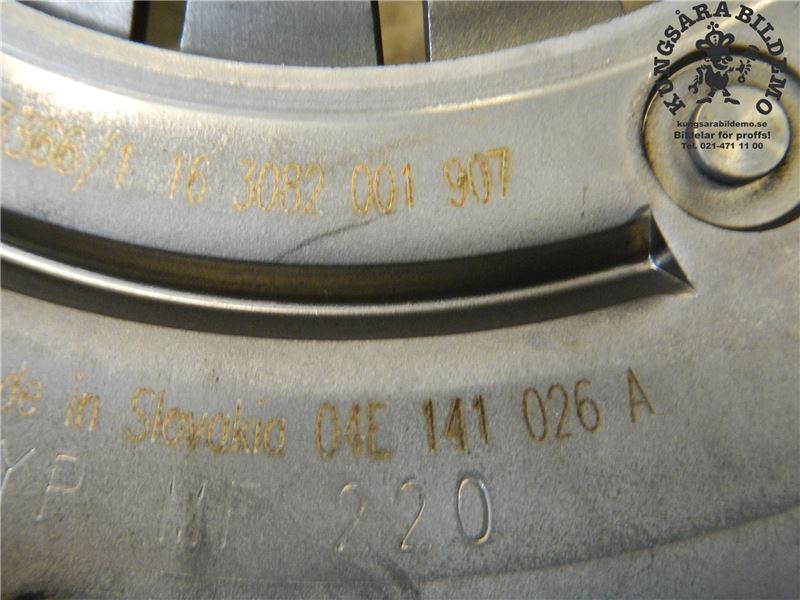 KUNGSÅRA BILDEMO
kungsarabildemo.se
Bildelar för proffs!
Tel. 021-471 11 00
3366/1 16 3082 001 907
de in Slovakia 04E 141 026 A
YP MF 220